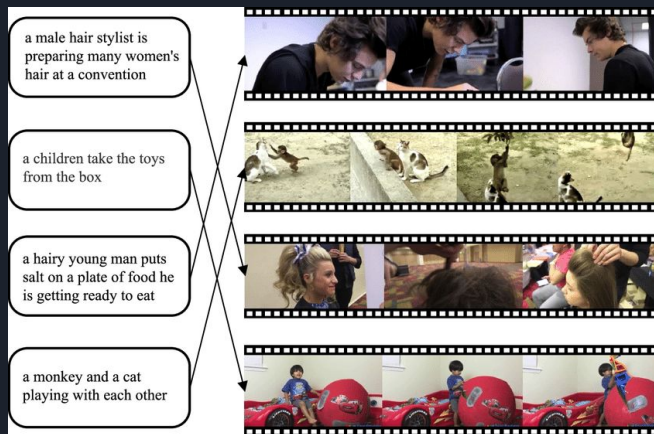 a male hair stylist is
preparing many women's
hair at a convention
a children take the toys
from the box
a hairy young man puts
salt on a plate of food he
is getting ready to eat
a monkey and a cat
playing with each other